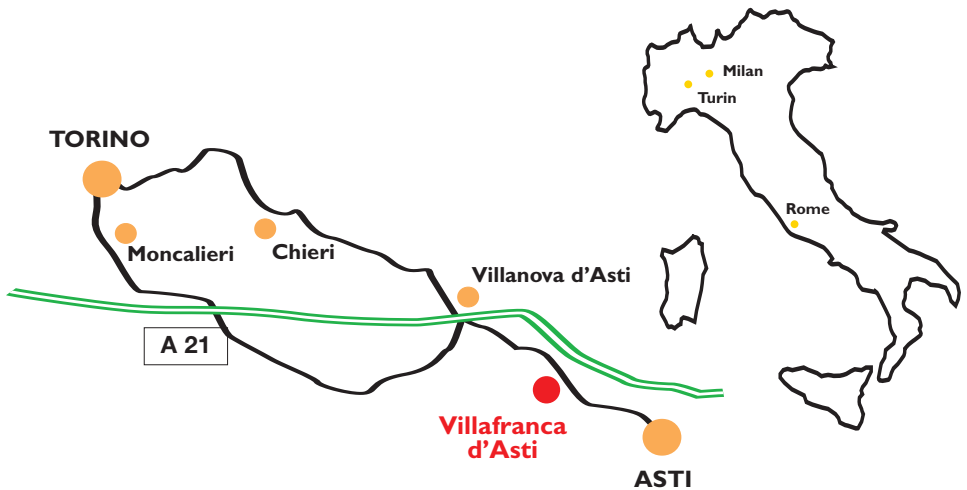 TORINO
Moncalieri
Chieri
Villanova d’Asti
A 21
Villafranca
d’Asti
ASTI
Milan
Turin
Rome